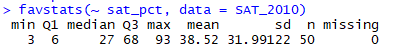 > favstats(~ sat_pct, data = SAT_2010)
min Q1 median Q3 max mean sd n missing
3 6 27 68 93 38.52 31.99122 50 0